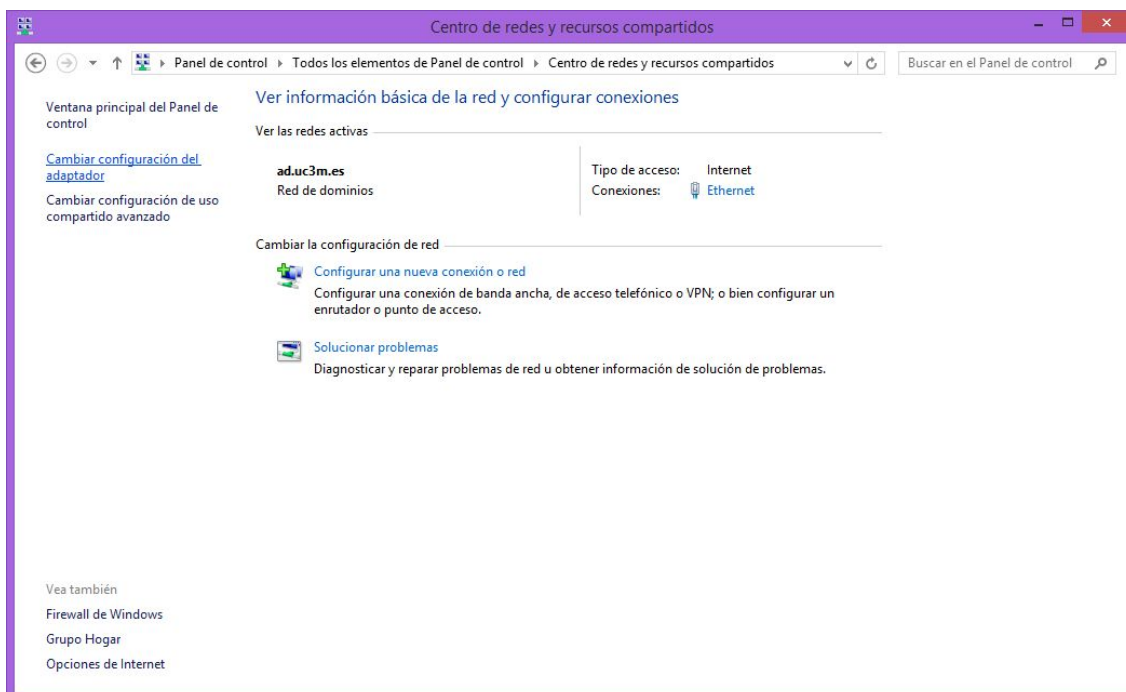 Centro de redes y recursos compartidos
Panel de control Todos los elementos de Panel de control Centro de redes y recursos compartidos
Buscar en el Panel de control
Ventana principal del Panel de
control
Cambiar configuración del
adaptador
Cambiar configuración de uso
compartido avanzado
Ver información básica de la red y configurar conexiones
Ver las redes activas
ad.uc3m.es
Red de dominios
Tipo de acceso: Internet
Conexiones: Ethernet
Cambiar la configuración de red
Configurar una nueva conexión o red
Configurar una conexión de banda ancha, de acceso telefónico o VPN; o bien configurar un
enrutador o punto de acceso.
Solucionar problemas
Diagnosticar y reparar problemas de red u obtener información de solución de problemas.
Vea también
Firewall de Windows
Grupo Hogar
Opciones de Internet